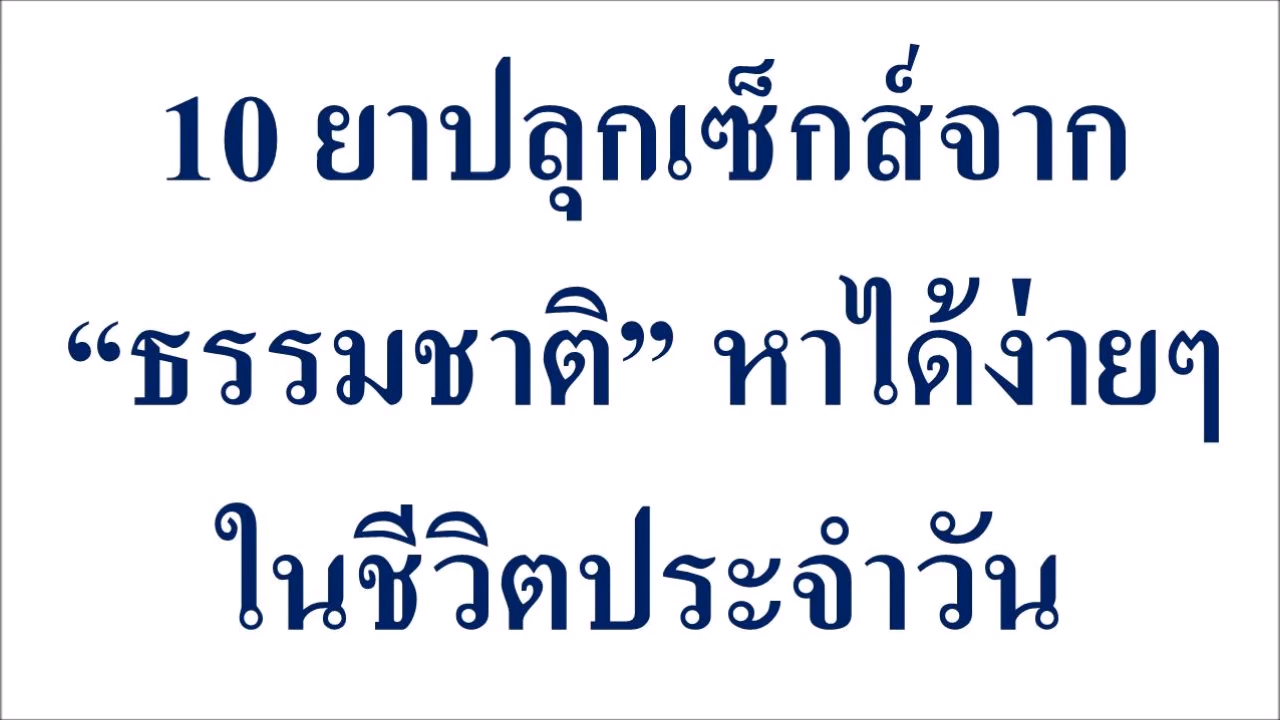 10 ยาปลุกเซ็กส์จาก
“ธรรมชาติ” หาได้ง่ายๆ
ในชีวิตประจำวัน